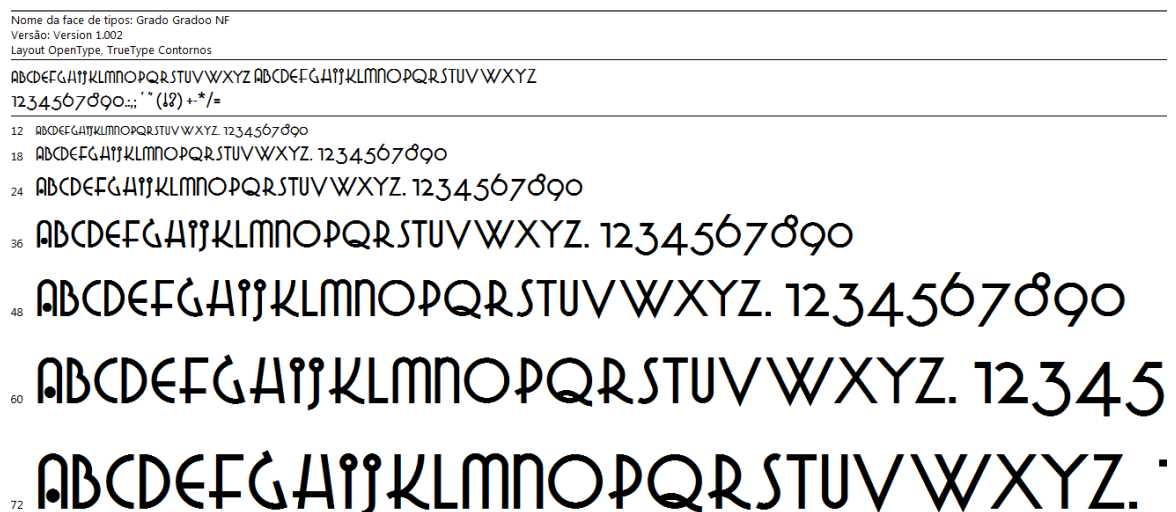 Nome da face de tipos: Grado Gradoo NF
Versão: Version 1.002
Layout OpenType, TrueType Contornos
ABCDEFGHIJKLMNOPQRSTUVWXYZ ABCDEFGHIJKLMNOPQRSTUVWXYZ
1234567890.:,; ' " (!?) +-*/=
12 ABCDEFGHIJKLMNOPQRSTUVWXYZ. 1234567890
18 ABCDEFGHIJKLMNOPQRSTUVWXYZ. 1234567890
24 ABCDEFGHIJKLMNOPQRSTUVWXYZ. 1234567890
36 ABCDEFGHIJKLMNOPQRSTUVWXYZ. 1234567890
48 ABCDEFGHIJKLMNOPQRSTUVWXYZ. 1234567890
60 ABCDEFGHIJKLMNOPQRSTUVWXYZ. 12345
72 ABCDEFGHIJKLMNOPQRSTUVWXYZ.